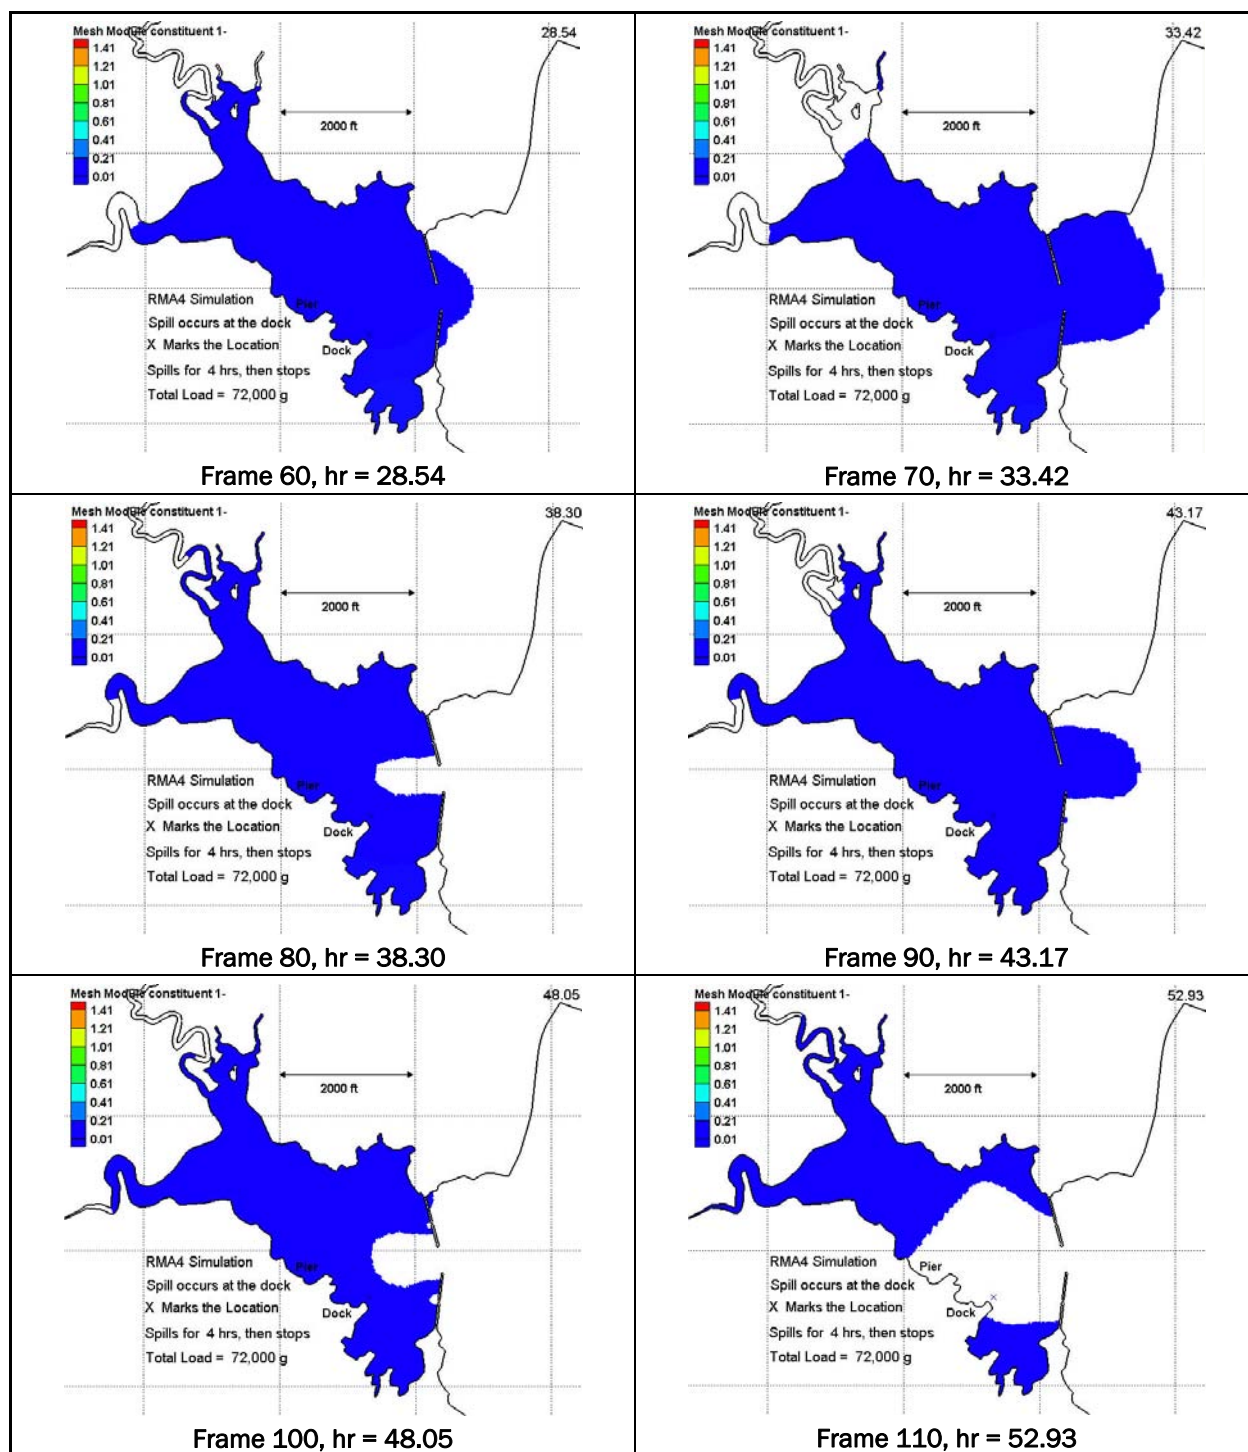 Mesh Module constituent 1-
28.54
1.41
1.21
1.01
0.81
0.61
0.41
0.21
0.01
2000 ft
Pier
RMA4 Simulation
Spill occurs at the dock
X Marks the Location
Dock
Spills for 4 hrs, then stops
Total Load = 72,000 g
Frame 60, hr = 28.54
Mesh Module constituent 1-
33.42
1.41
1.21
1.01
0.81
0.61
0.41
0.21
0.01
2000 ft
Pier
RMA4 Simulation
Spill occurs at the dock
X Marks the Location
Dock
Spills for 4 hrs, then stops
Total Load = 72,000 g
Frame 70, hr = 33.42
Mesh Module constituent 1-
38.30
1.41
1.21
1.01
0.81
0.61
0.41
0.21
0.01
2000 ft
RMA4 Simulation
Pier
Spill occurs at the dock
X Marks the Location
Dock
Spills for 4 hrs, then stops
Total Load = 72,000 g
Frame 80, hr = 38.30
Mesh Module constituent 1-
43.17
1.41
1.21
1.01
0.81
0.61
0.41
0.21
0.01
2000 ft
RMA4 Simulation
Pier
Spill occurs at the dock
X Marks the Location
Dock
Spills for 4 hrs, then stops
Total Load = 72,000 g
Frame 90, hr = 43.17
Mesh Module constituent 1-
48.05
1.41
1.21
1.01
0.81
0.61
0.41
0.21
0.01
2000 ft
RMA4 Simulation
Pier
Spill occurs at the dock
X Marks the Location
Dock
Spills for 4 hrs, then stops
Total Load = 72,000 g
Frame 100, hr = 48.05
Mesh Module constituent 1-
52.93
1.41
1.21
1.01
0.81
0.61
0.41
0.21
0.01
2000 ft
RMA4 Simulation
Pier
Spill occurs at the dock
X
X Marks the Location
Dock
Spills for 4 hrs, then stops
Total Load = 72,000 g
Frame 110, hr = 52.93